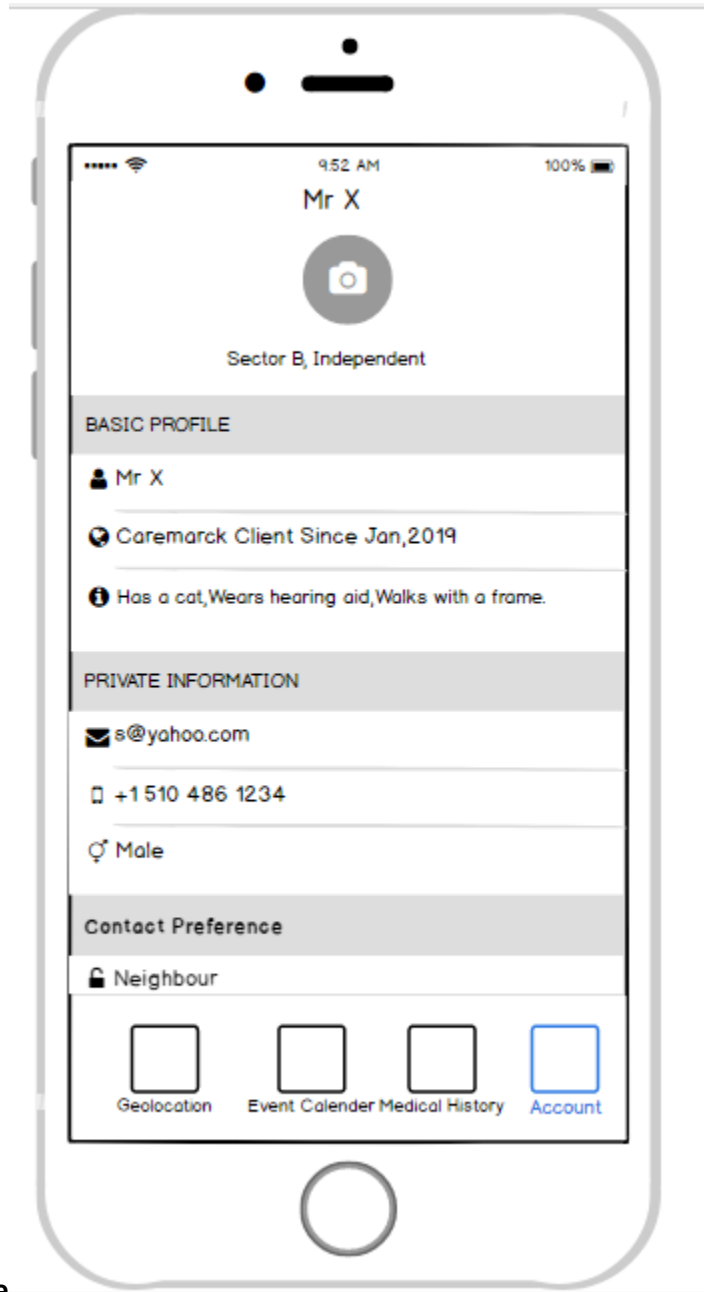 9:52 AM 100%
Mr X
Sector B, Independent
BASIC PROFILE
Mr X
Caremarck Client Since Jan,2019
Has a cat,Wears hearing aid,Walks with a frame.
PRIVATE INFORMATION
s@yahoo.com
+1 510 486 1234
Male
Contact Preference
Neighbour
Geolocation Event Calender Medical History Account